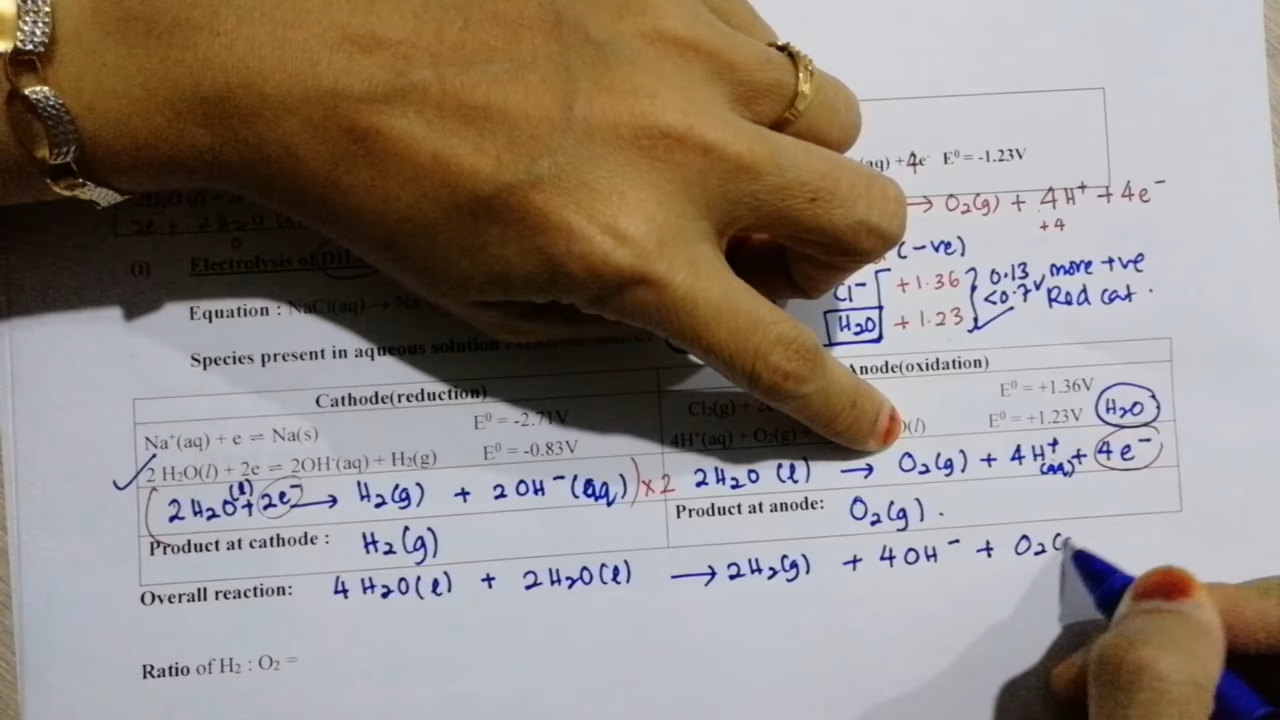 (aq) +4e⁻ E⁰ = -1.23V
→ O₂(g) + 4H⁺ + 4e⁻
+4
(i) Electrolysis of
(-ve)
Cl⁻ +1.36 0.13 more +ve
H₂O +1.23 <0.7V Red cat.
Equation : NaCl(aq) →
Species present in aqueous solution :
Cathode(reduction)
Anode(oxidation)
Na⁺(aq) + e ⇌ Na(s) E⁰ = -2.71V
2 H₂O(l) + 2e ⇌ 2OH⁻(aq) + H₂(g) E⁰ = -0.83V
Cl₂(g) + E⁰ = +1.36V
4H⁺(aq) + O₂(g) O(l) E⁰ = +1.23V H₂O
(2H₂O(l) + 2e⁻ → H₂(g) + 2OH⁻(aq)) ×2
2H₂O(l) → O₂(g) + 4H⁺(aq) + 4e⁻
Product at cathode : H₂(g)
Product at anode: O₂(g).
Overall reaction: 4H₂O(l) + 2H₂O(l) → 2H₂(g) + 4OH⁻ + O₂(
Ratio of H₂ : O₂ =